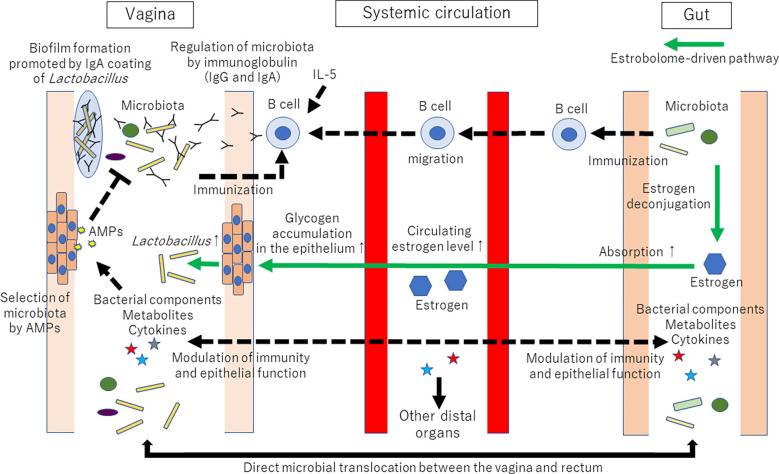 Vagina
Systemic circulation
Gut
Estrobolome-driven pathway
Biofilm formation
promoted by IgA coating
of Lactobacillus
Regulation of microbiota
by immunoglobulin
(IgG and IgA)
IL-5
Microbiota
B cell
B cell
migration
B cell
Microbiota
Immunization
Immunization
Estrogen
deconjugation
AMPs
Lactobacillus↑
Glycogen
accumulation
in the epithelium↑
Circulating
estrogen level↑
Absorption ↑
Estrogen
Estrogen
Selection of
microbiota
by AMPs
Bacterial components
Metabolites
Cytokines
Bacterial components
Metabolites
Cytokines
Modulation of immunity
and epithelial function
Modulation of immunity
and epithelial function
Other distal
organs
Direct microbial translocation between the vagina and rectum